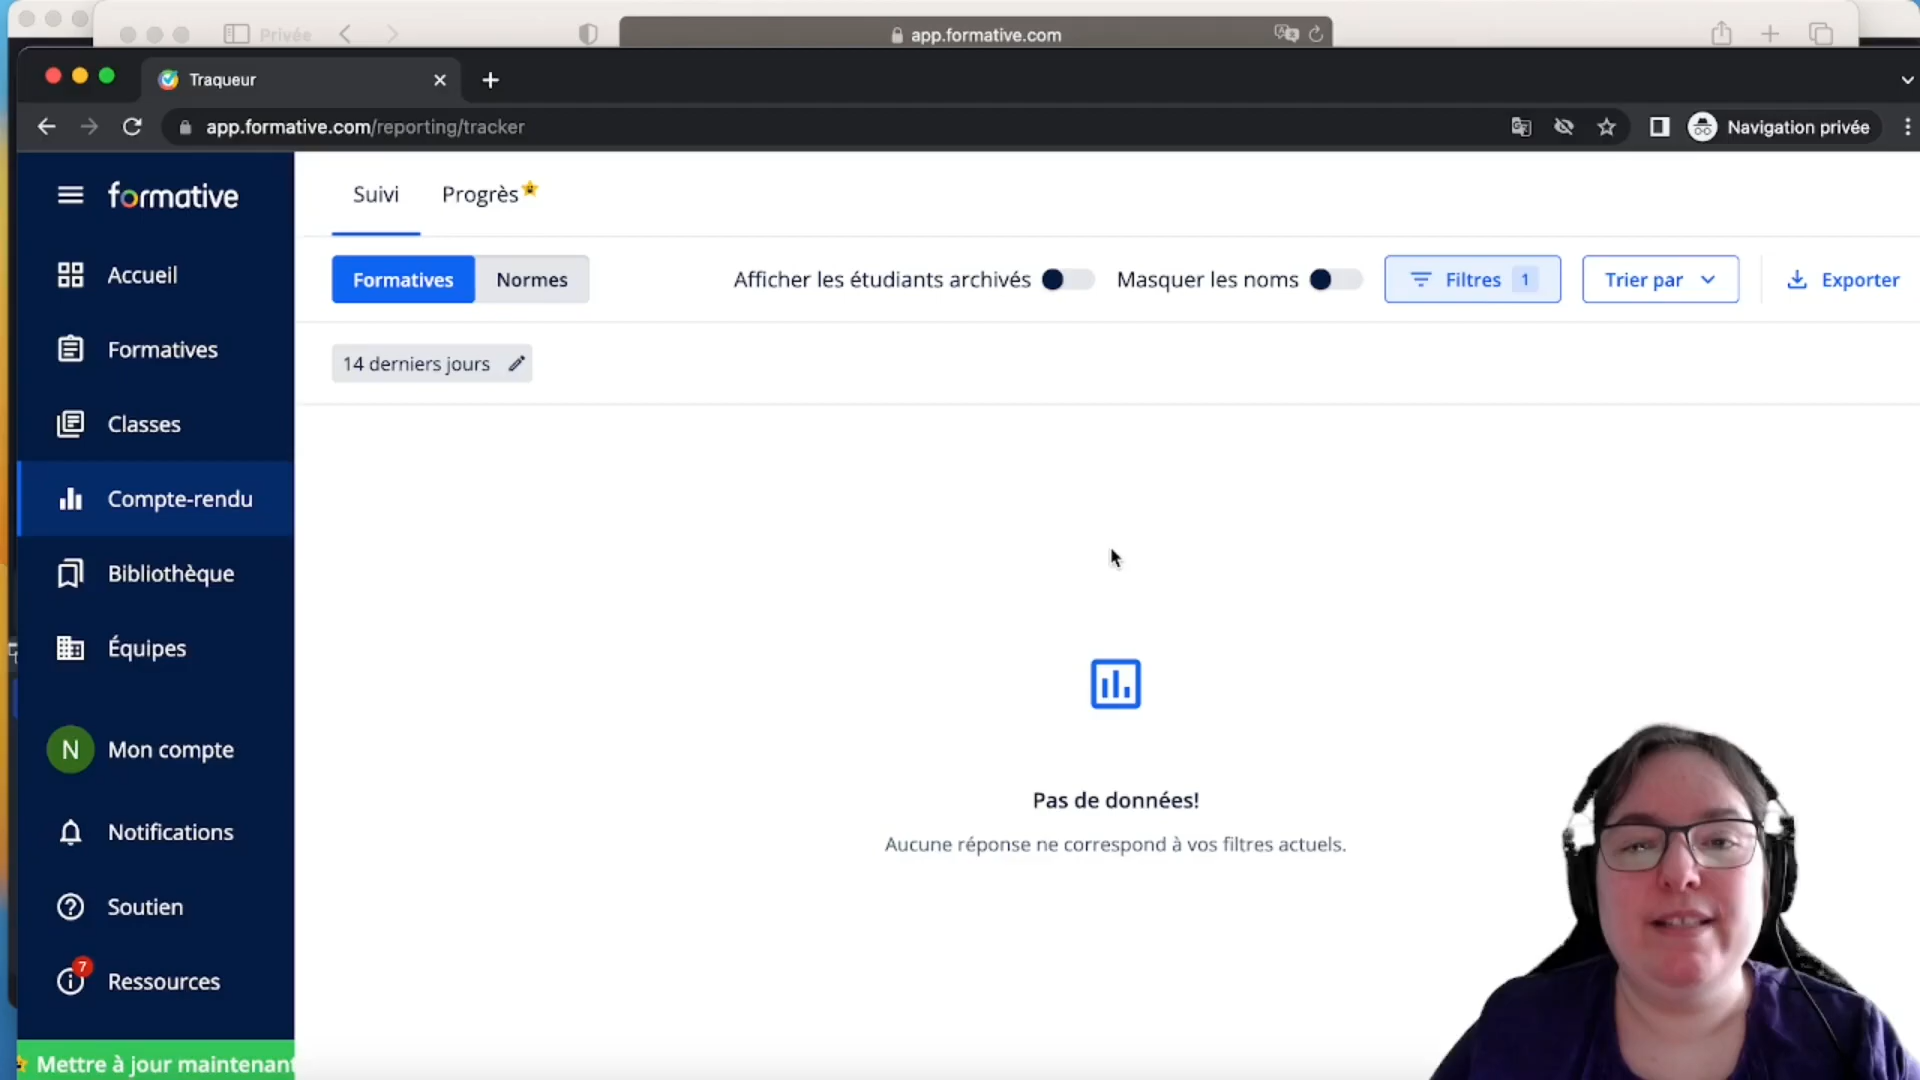 Privée
app.formative.com
Traqueur
app.formative.com/reporting/tracker
Navigation privée
formative
Suivi
Progrès
Accueil
Formatives
Normes
Afficher les étudiants archivés
Masquer les noms
Filtres 1
Trier par
Exporter
Formatives
14 derniers jours
Classes
Compte-rendu
Bibliothèque
Équipes
N Mon compte
Pas de données!
Aucune réponse ne correspond à vos filtres actuels.
Notifications
Soutien
7
Ressources
Mettre à jour maintenant